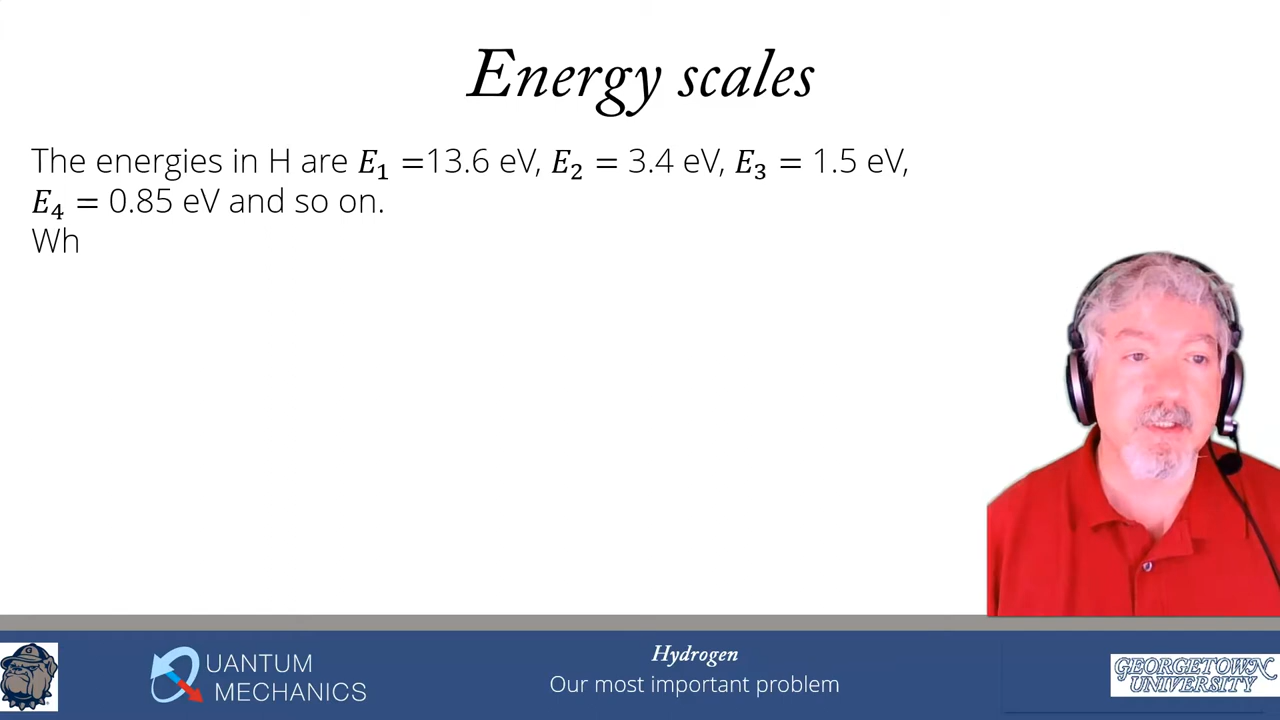 Energy scales
The energies in H are E₁ =13.6 eV, E₂ = 3.4 eV, E₃ = 1.5 eV,
E₄ = 0.85 eV and so on.
Wh
QUANTUM
MECHANICS
Hydrogen
Our most important problem
GEORGETOWN
UNIVERSITY